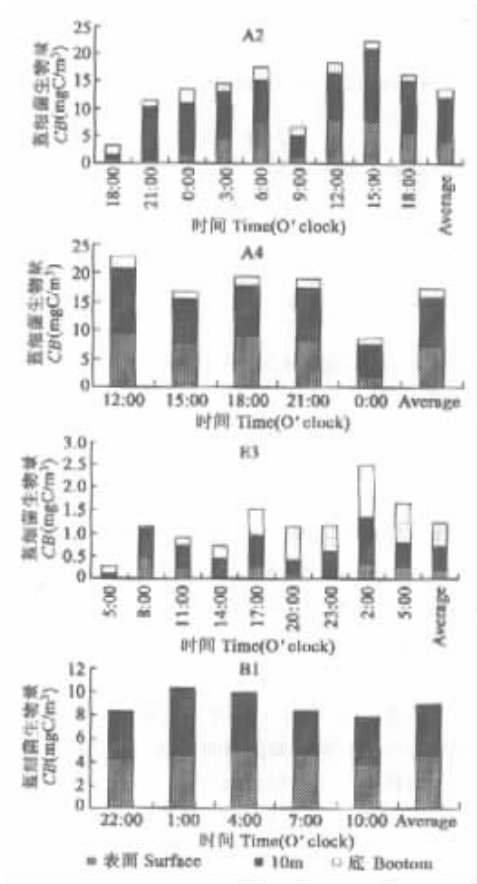 A2
蓝细菌生物量
CB(mgC/m³)
25
20
15
10
5
0
18:00 21:00 0:00 3:00 6:00 9:00 12:00 15:00 18:00 Average
时间 Time(O'clock)
A4
蓝细菌生物量
CB(mgC/m³)
25
20
15
10
5
0
12:00 15:00 18:00 21:00 0:00 Average
时间 Time(O'clock)
E3
蓝细菌生物量
CB(mgC/m³)
3.0
2.5
2.0
1.5
1.0
0.5
0
5:00 8:00 11:00 14:00 17:00 20:00 23:00 2:00 5:00 Average
时间 Time(O'clock)
B1
蓝细菌生物量
CB(mgC/m³)
12
10
8
6
4
2
0
22:00 1:00 4:00 7:00 10:00 Average
时间 Time(O'clock)
表面 Surface 10m 底 Bootom